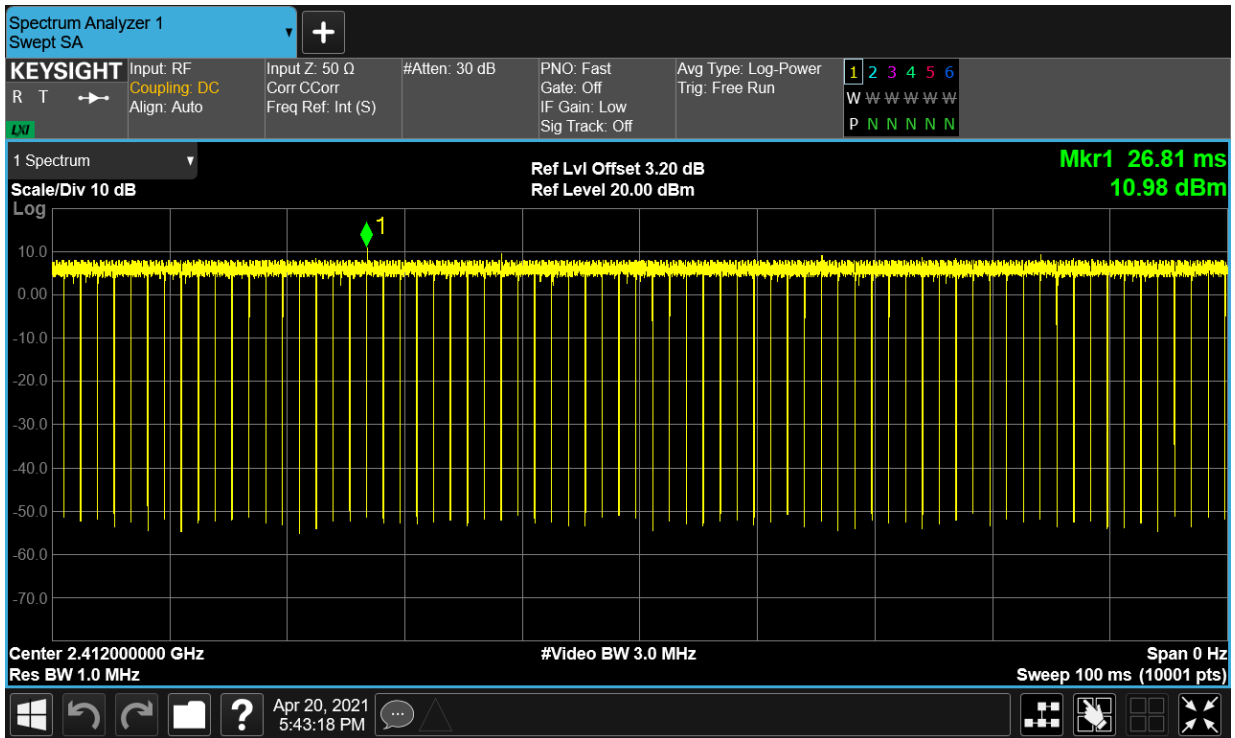 Spectrum Analyzer 1
Swept SA
KEYSIGHT
R T
LXI
Input: RF
Coupling: DC
Align: Auto
Input Z: 50 Ω
Corr CCorr
Freq Ref: Int (S)
#Atten: 30 dB
PNO: Fast
Gate: Off
IF Gain: Low
Sig Track: Off
Avg Type: Log-Power
Trig: Free Run
1 2 3 4 5 6
W W W W W W
P N N N N N
1 Spectrum
Scale/Div 10 dB
Log
Ref Lvl Offset 3.20 dB
Ref Level 20.00 dBm
Mkr1 26.81 ms
10.98 dBm
1
10.0
0.00
-10.0
-20.0
-30.0
-40.0
-50.0
-60.0
-70.0
Center 2.412000000 GHz
Res BW 1.0 MHz
#Video BW 3.0 MHz
Span 0 Hz
Sweep 100 ms (10001 pts)
?
Apr 20, 2021
5:43:18 PM